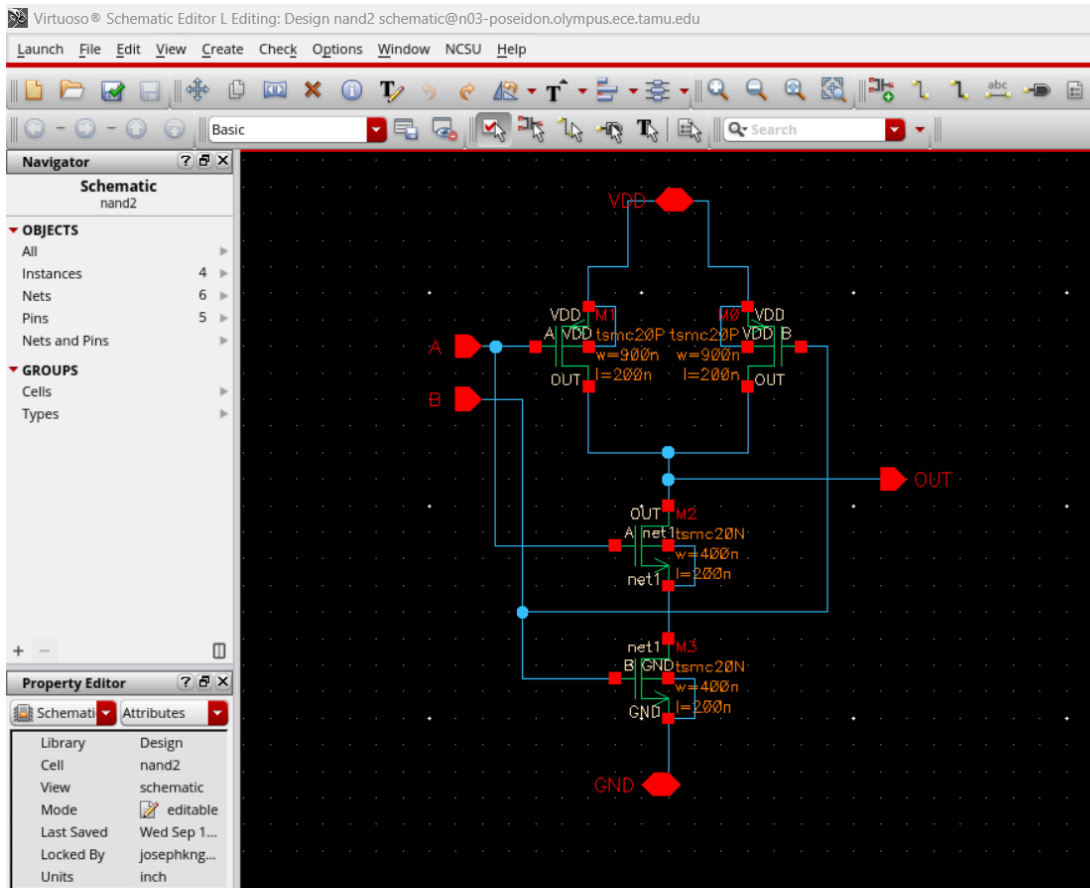 Virtuoso® Schematic Editor L Editing: Design nand2 schematic@n03-poseidon.olympus.ece.tamu.edu
Launch File Edit View Create Check Options Window NCSU Help
abc
Basic
Search
Navigator
Schematic
nand2
OBJECTS
All
Instances 4
Nets 6
Pins 5
Nets and Pins
GROUPS
Cells
Types
Property Editor
Schemati Attributes
Library Design
Cell nand2
View schematic
Mode editable
Last Saved Wed Sep 1...
Locked By josephkng...
Units inch
VDD
VDD M1 M0 VDD
A VDD tsmc20P tsmc20P VDD B
A w=900n w=900n
OUT l=200n l=200n OUT
B
OUT
OUT M2
A net1 tsmc20N
w=400n
net1 l=200n
net1 M3
B GND tsmc20N
w=400n
GND l=200n
GND